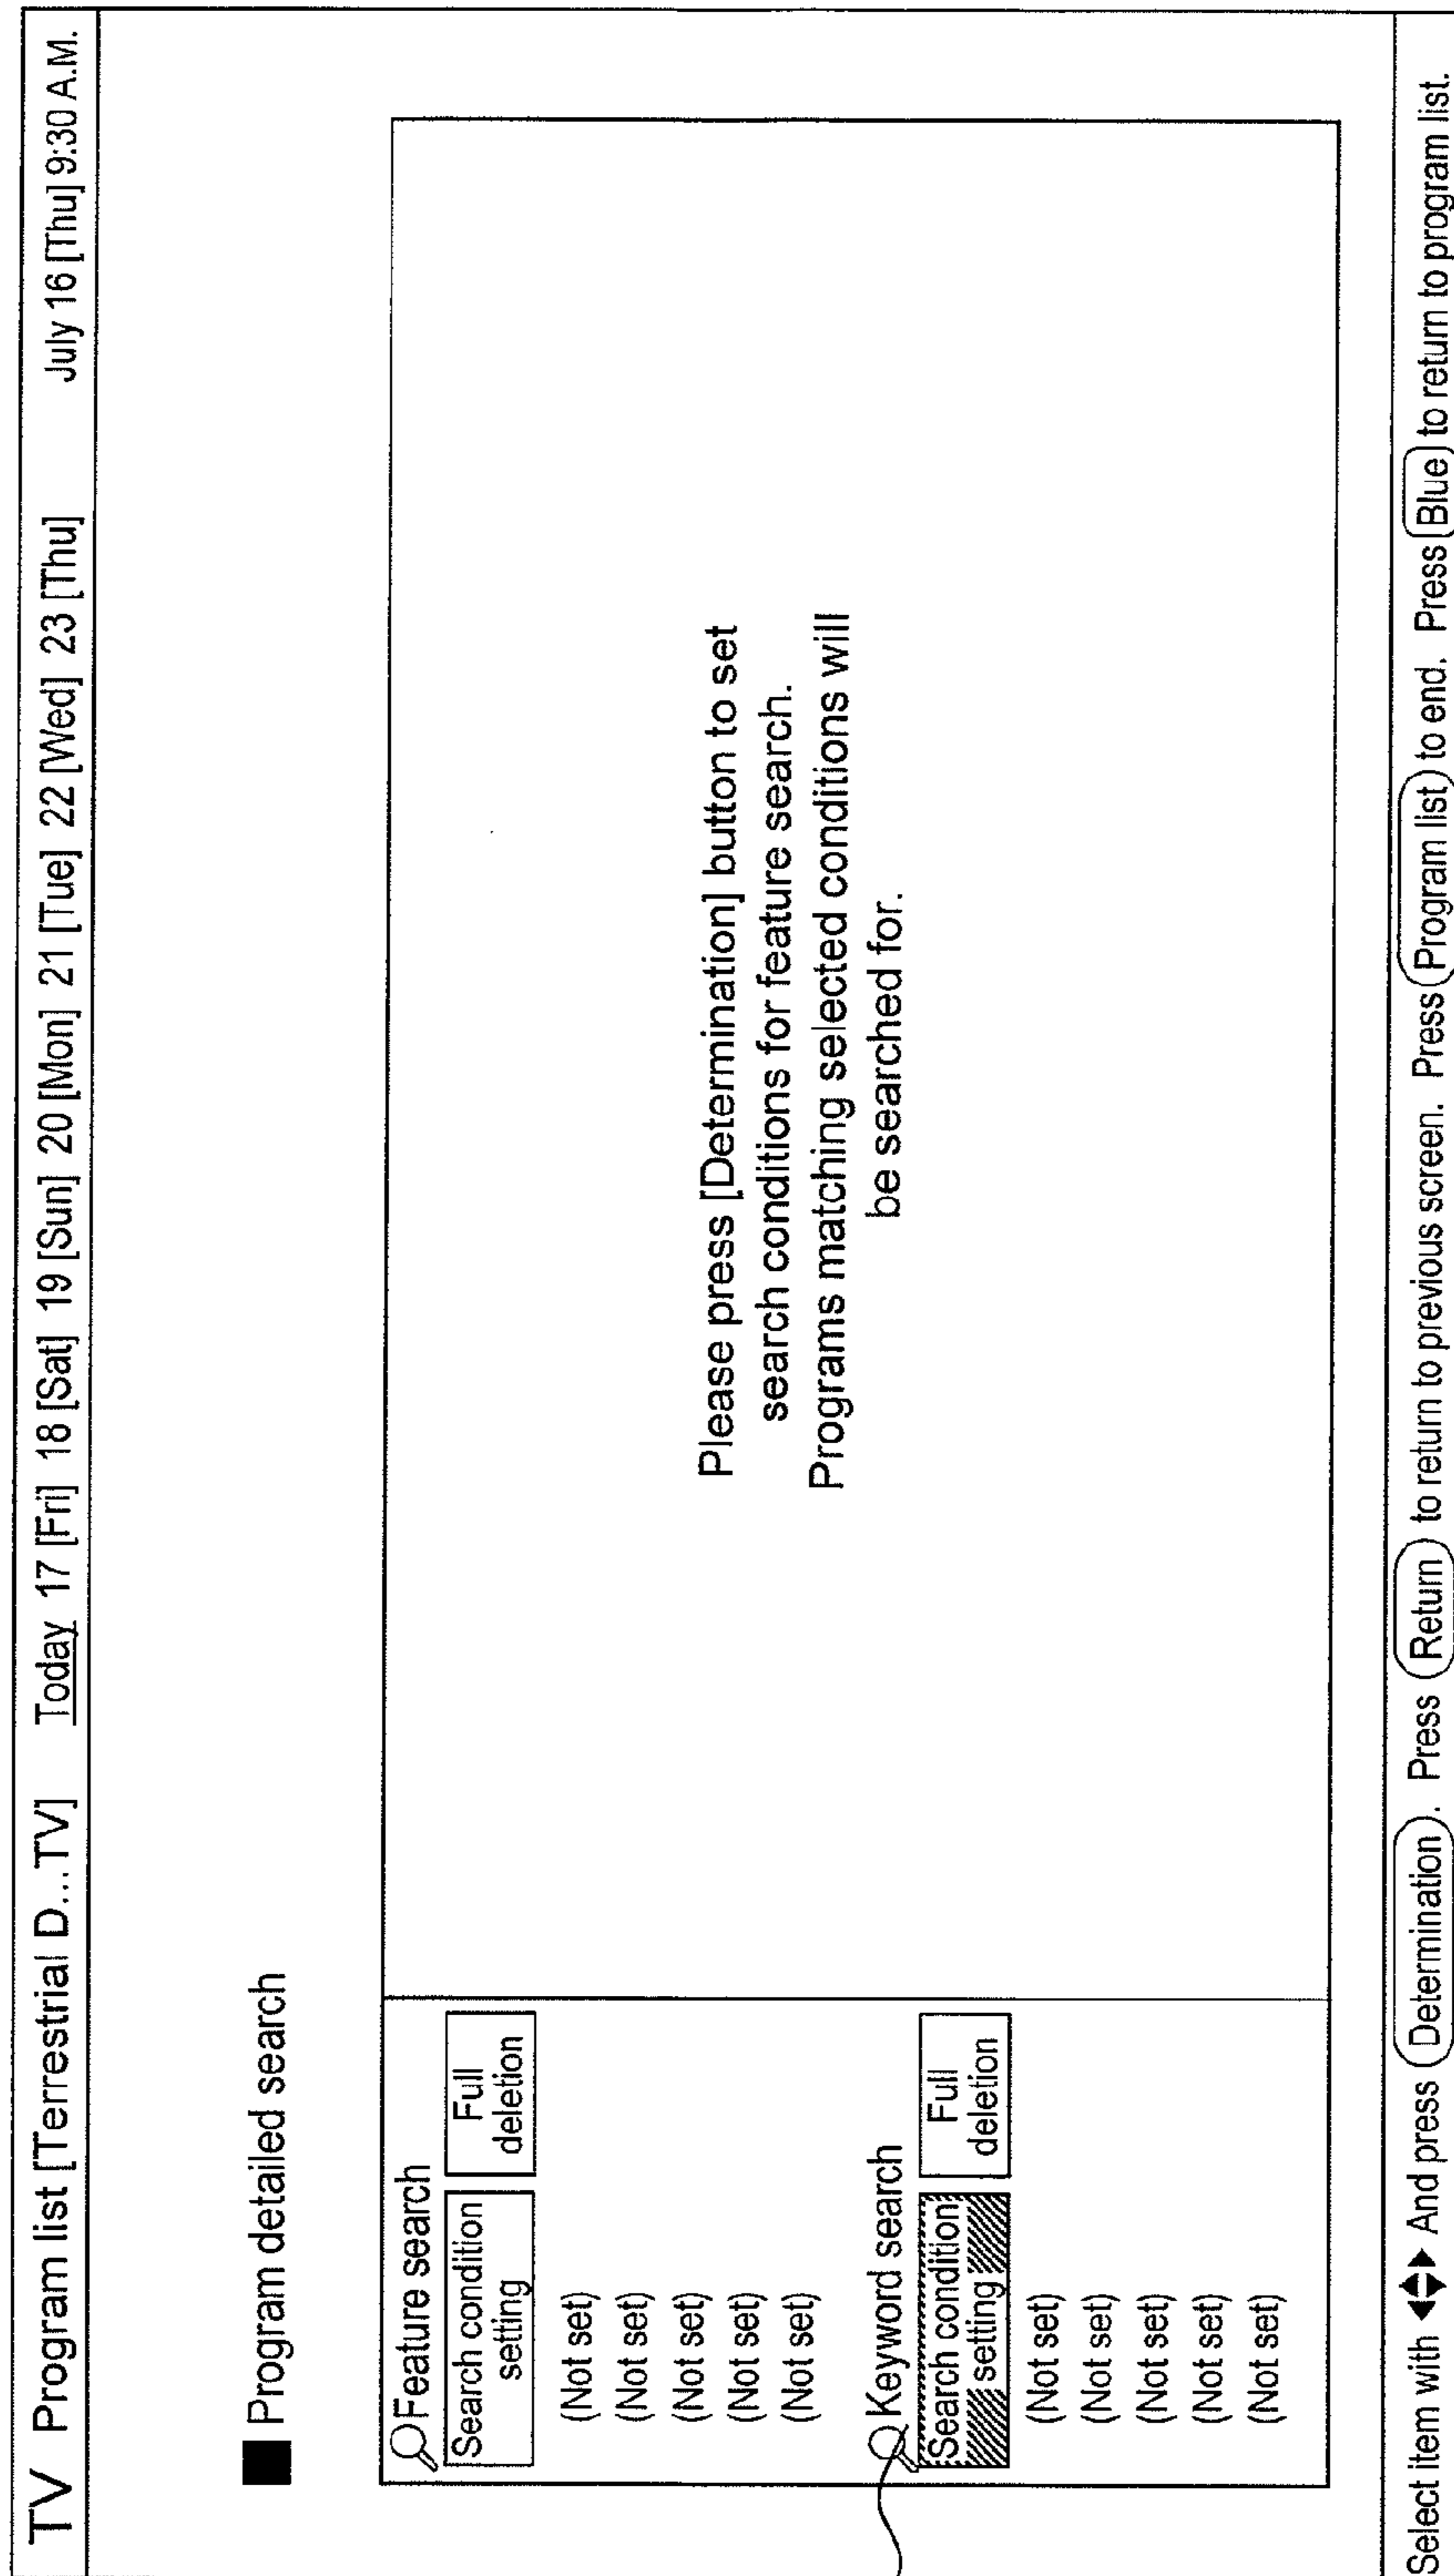 TV Program list [Terrestrial D...TV] Today 17 [Fri] 18 [Sat] 19 [Sun] 20 [Mon] 21 [Tue] 22 [Wed] 23 [Thu] July 16 [Thu] 9:30 A.M.
Program detailed search
Feature search
Search condition
setting
Full
deletion
(Not set)
(Not set)
(Not set)
(Not set)
(Not set)
Keyword search
Search condition
setting
Full
deletion
(Not set)
(Not set)
(Not set)
(Not set)
(Not set)
Please press [Determination] button to set
search conditions for feature search.
Programs matching selected conditions will
be searched for.
Select item with And press Determination. Press Return to return to previous screen. Press Program list to end. Press Blue to return to program list.